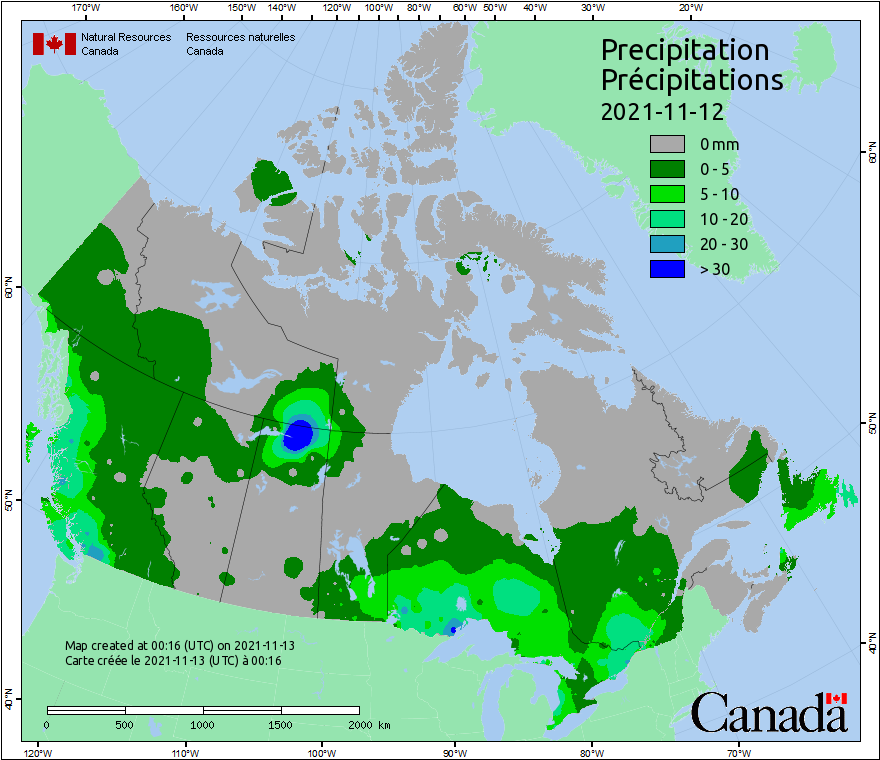 170°W 160°W 150°W 140°W 120°W 100°W 80°W 60°W 50°W 40°W 30°W 20°W
Natural Resources Ressources naturelles
Canada Canada
Precipitation
Précipitations
2021-11-12
0 mm
0 - 5
5 - 10
10 - 20
20 - 30
> 30
60°N
60°N
50°N
50°N
40°N
40°N
Map created at 00:16 (UTC) on 2021-11-13
Carte créée le 2021-11-13 (UTC) à 00:16
0 500 1000 1500 2000 km
Canada
120°W 110°W 100°W 90°W 80°W 70°W